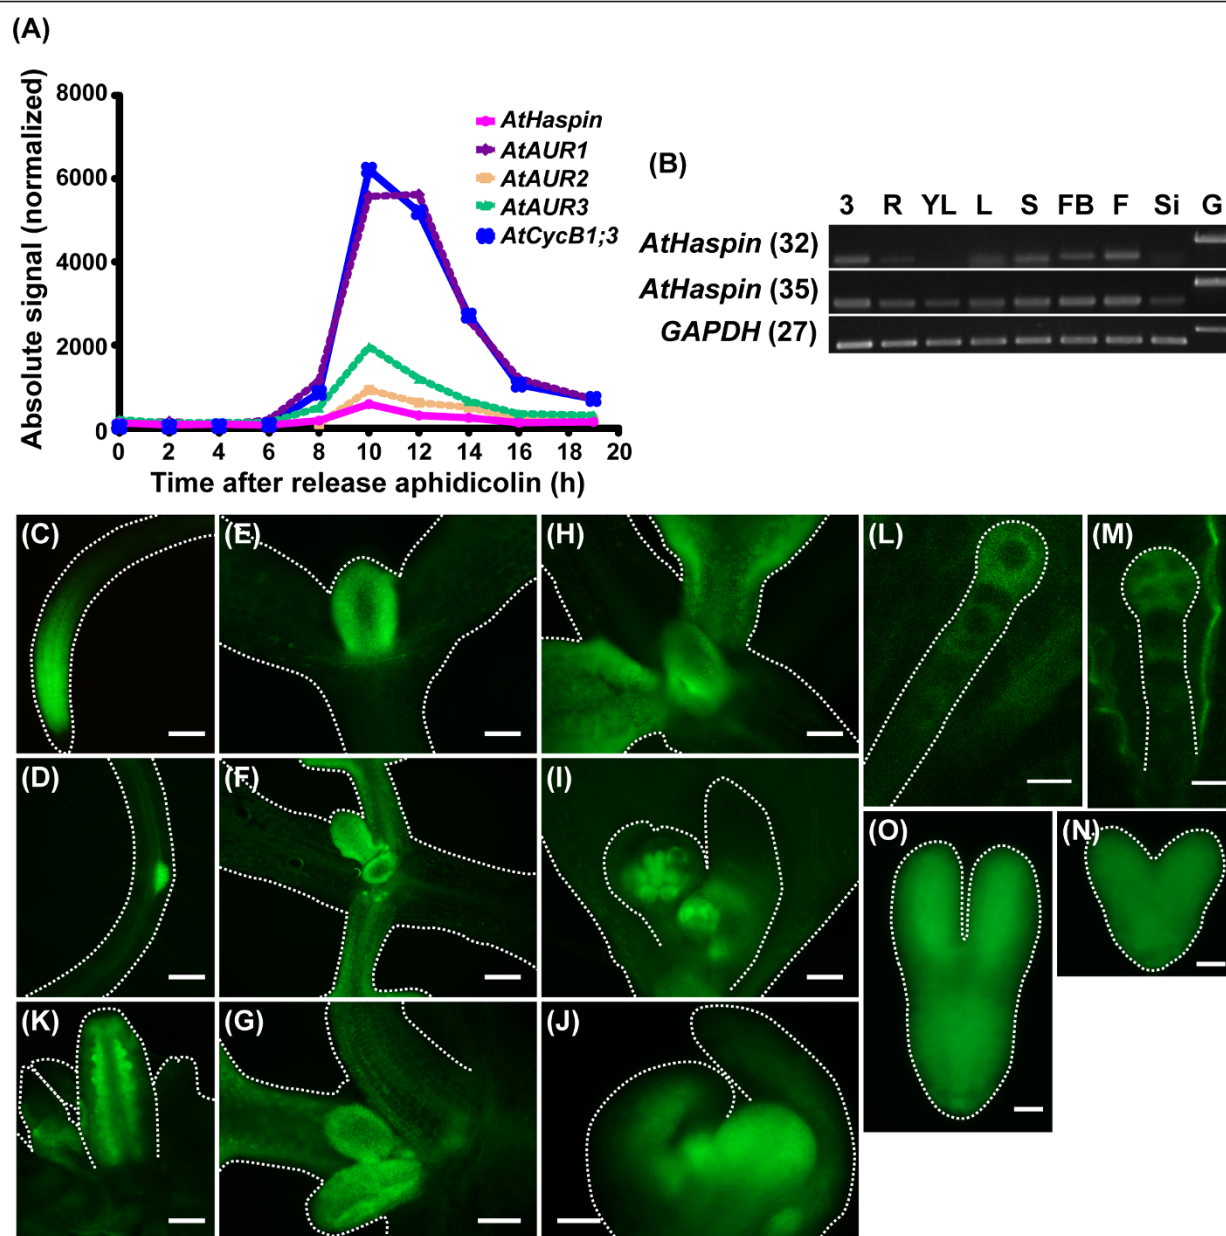 (A)
Absolute signal (normalized)
8000
6000
4000
2000
0
0 2 4 6 8 10 12 14 16 18 20
Time after release aphidicolin (h)
AtHaspin
AtAUR1
AtAUR2
AtAUR3
AtCycB1;3
(B)
3 R YL L S FB F Si G
AtHaspin (32)
AtHaspin (35)
GAPDH (27)
(C)
(E)
(H)
(L)
(M)
(D)
(F)
(I)
(O)
(N)
(K)
(G)
(J)